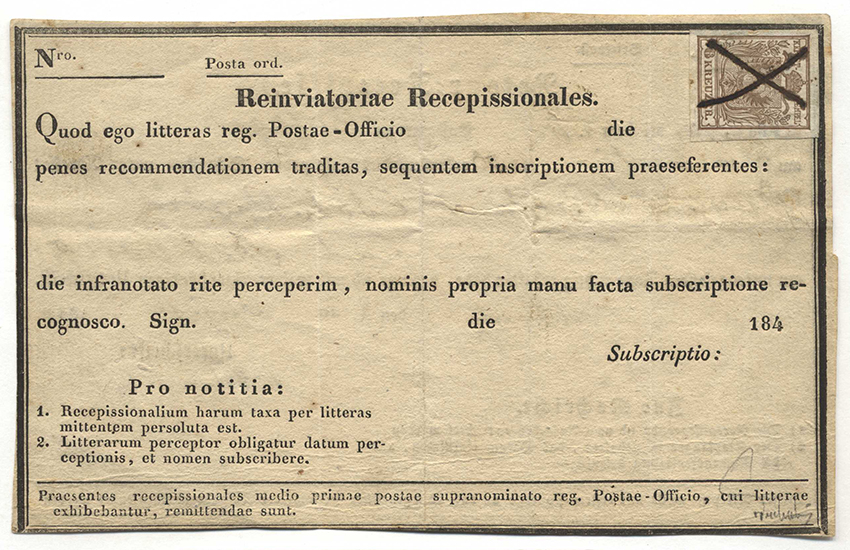 Nro.
Posta ord.
Reinviatoriae Recepissionales.
Quod ego litteras reg. Postae-Officio die
penes recommendationem traditas, sequentem inscriptionem praeseferentes:
die infranotato rite perceperim, nominis propria manu facta subscriptione re-
cognosco. Sign. die 184
Subscriptio:
Pro notitia:
1. Recepissionalium harum taxa per litteras
mittentem persoluta est.
2. Litterarum perceptor obligatur datum per-
ceptionis, et nomen subscribere.
Praesentes recepissionales medio primae postae supranominato reg. Postae-Officio, cui litterae
exhibebantur, remittendae sunt.